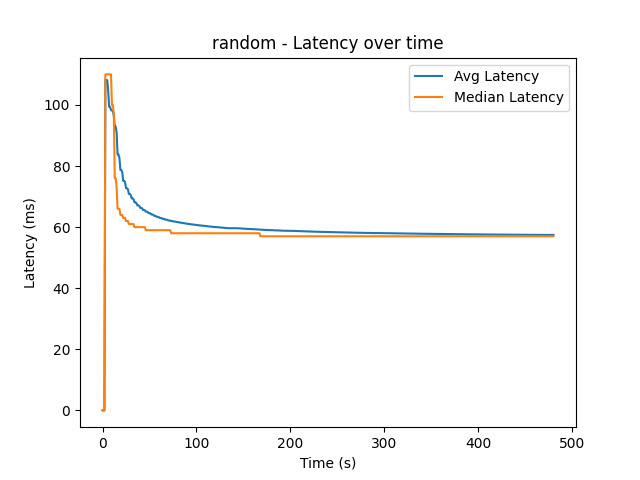 random - Latency over time
Avg Latency
Median Latency
Latency (ms)
100
80
60
40
20
0
0 100 200 300 400 500
Time (s)